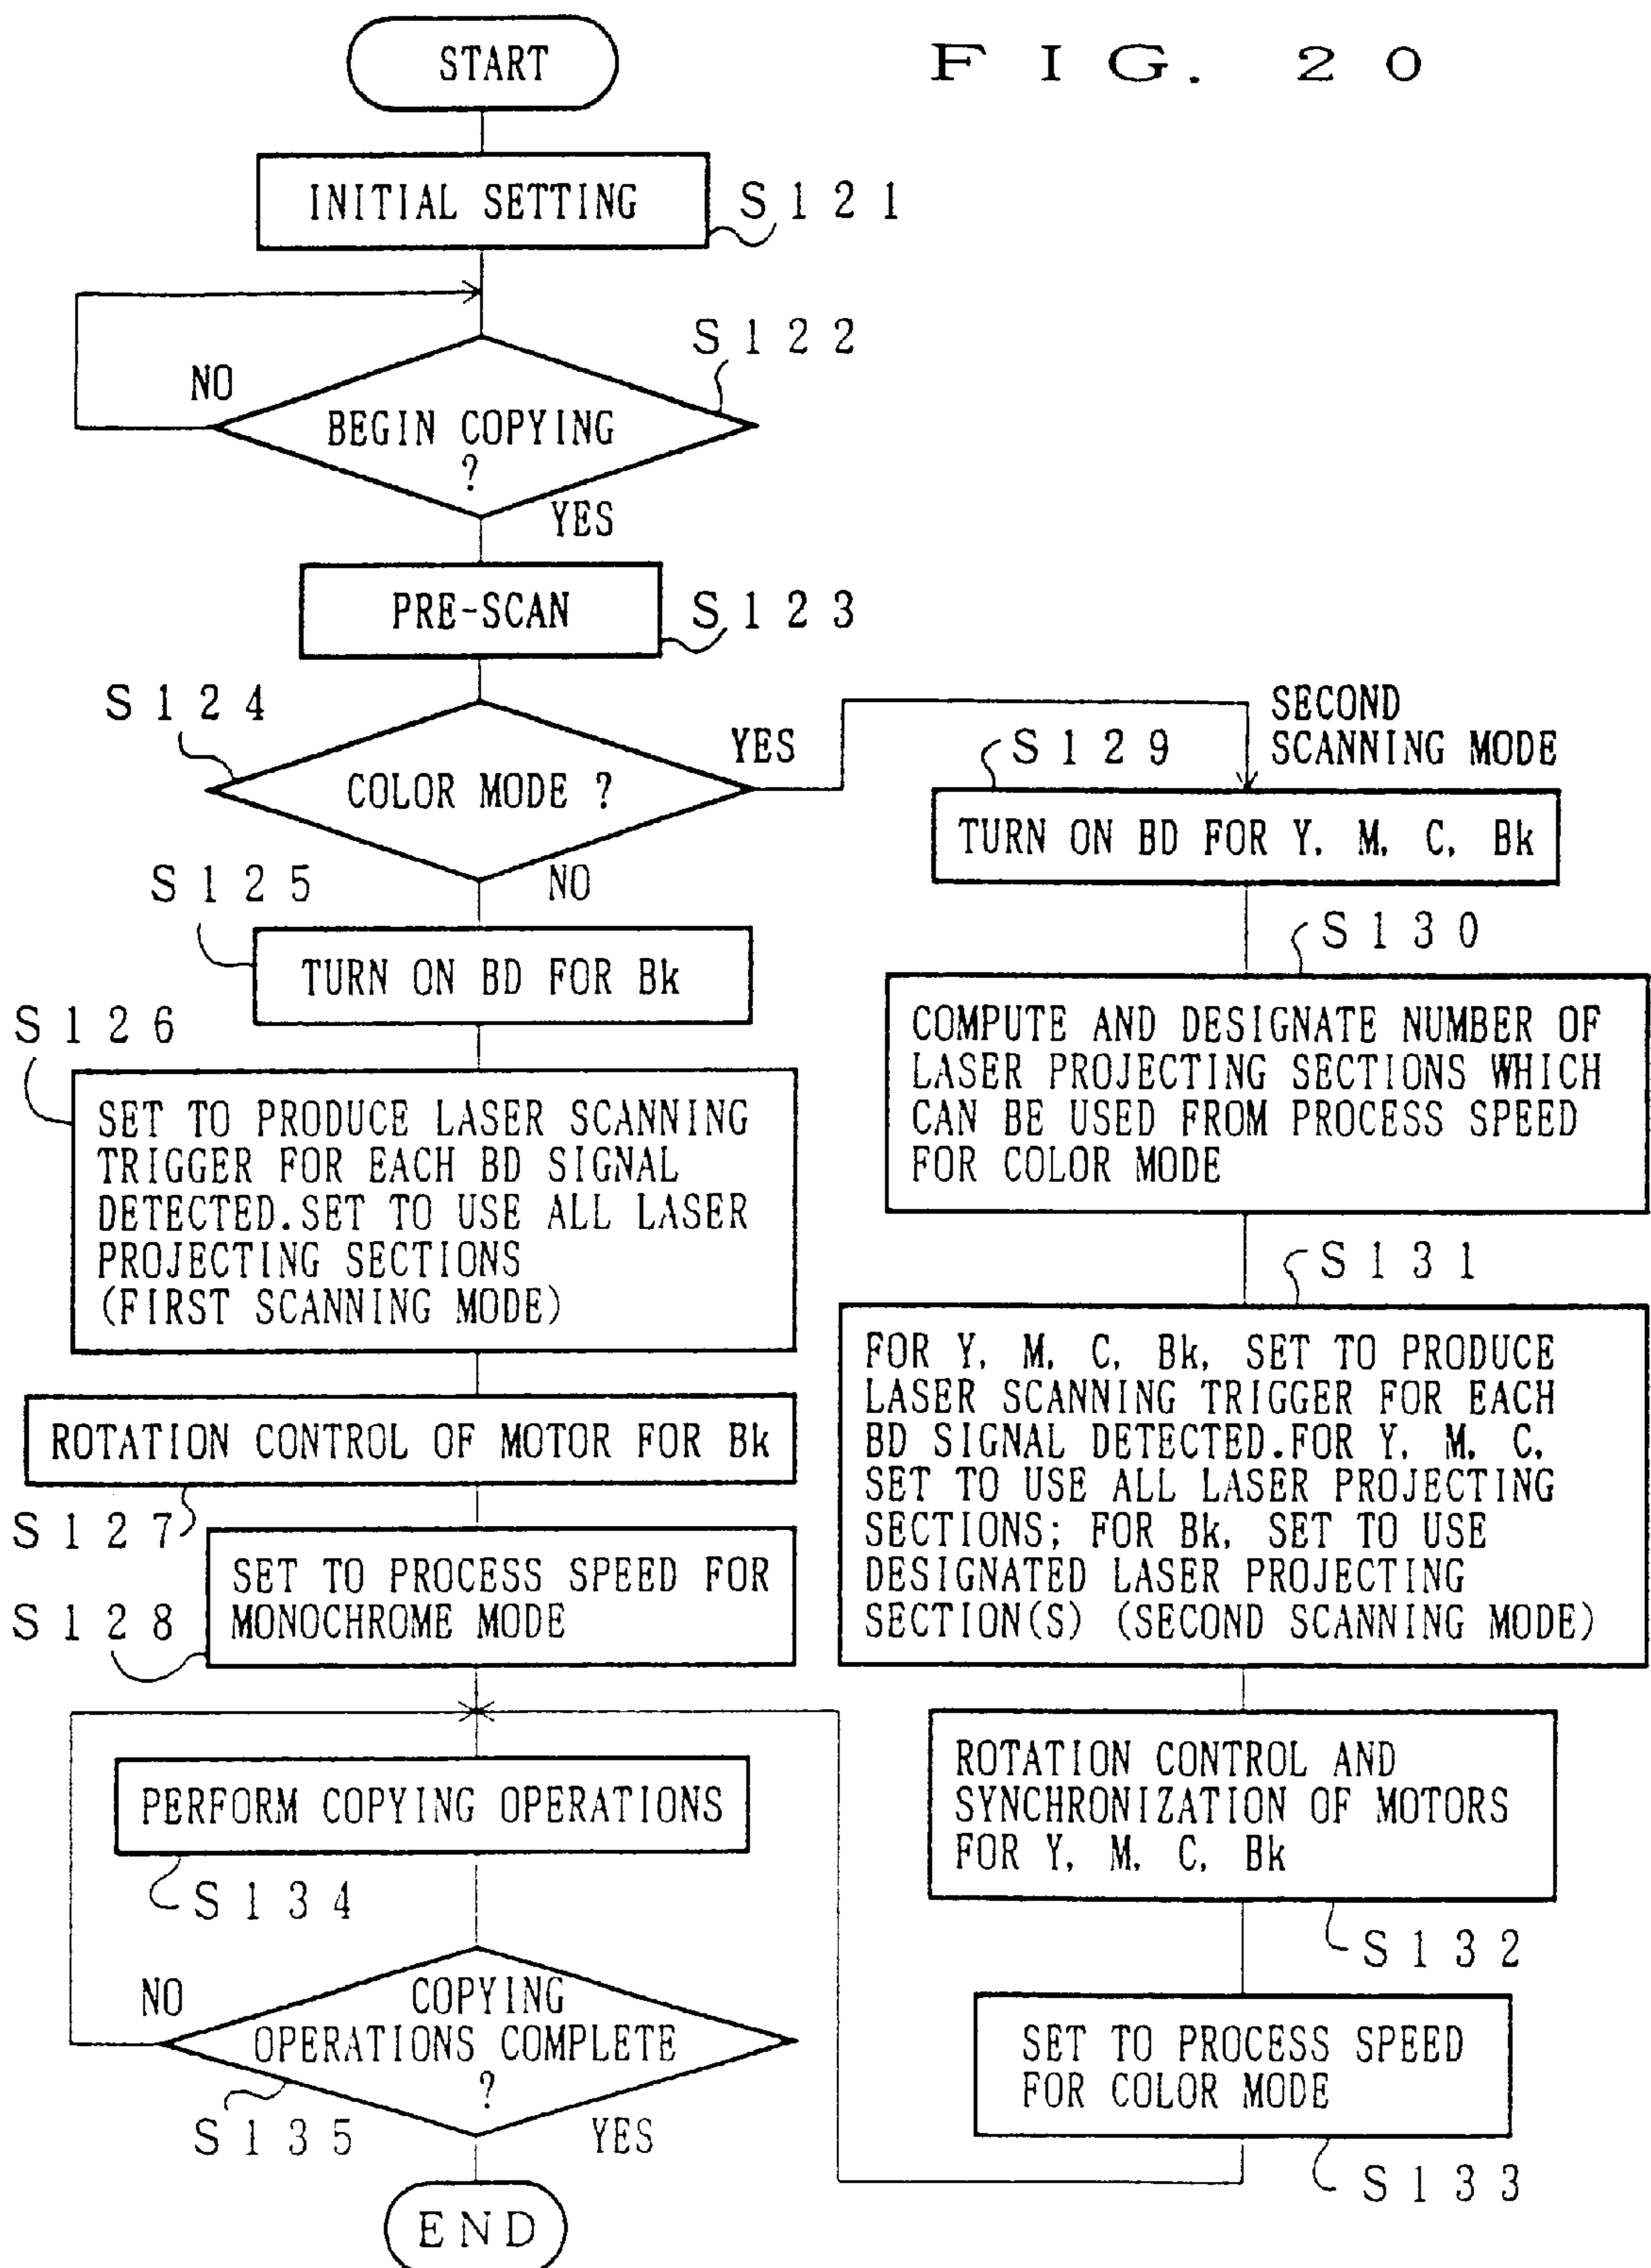 F I G. 2 0
START
INITIAL SETTING
S 1 2 1
S 1 2 2
NO
BEGIN COPYING
?
YES
PRE-SCAN
S 1 2 3
S 1 2 4
COLOR MODE ?
YES
NO
S 1 2 5
TURN ON BD FOR Bk
S 1 2 6
SET TO PRODUCE LASER SCANNING
TRIGGER FOR EACH BD SIGNAL
DETECTED.SET TO USE ALL LASER
PROJECTING SECTIONS
(FIRST SCANNING MODE)
ROTATION CONTROL OF MOTOR FOR Bk
S 1 2 7
SET TO PROCESS SPEED FOR
MONOCHROME MODE
S 1 2 8
SECOND
SCANNING MODE
S 1 2 9
TURN ON BD FOR Y, M, C, Bk
S 1 3 0
COMPUTE AND DESIGNATE NUMBER OF
LASER PROJECTING SECTIONS WHICH
CAN BE USED FROM PROCESS SPEED
FOR COLOR MODE
S 1 3 1
FOR Y, M, C, Bk, SET TO PRODUCE
LASER SCANNING TRIGGER FOR EACH
BD SIGNAL DETECTED.FOR Y, M, C,
SET TO USE ALL LASER PROJECTING
SECTIONS; FOR Bk, SET TO USE
DESIGNATED LASER PROJECTING
SECTION(S) (SECOND SCANNING MODE)
ROTATION CONTROL AND
SYNCHRONIZATION OF MOTORS
FOR Y, M, C, Bk
S 1 3 2
SET TO PROCESS SPEED
FOR COLOR MODE
S 1 3 3
PERFORM COPYING OPERATIONS
S 1 3 4
NO
COPYING
OPERATIONS COMPLETE
?
S 1 3 5
YES
END